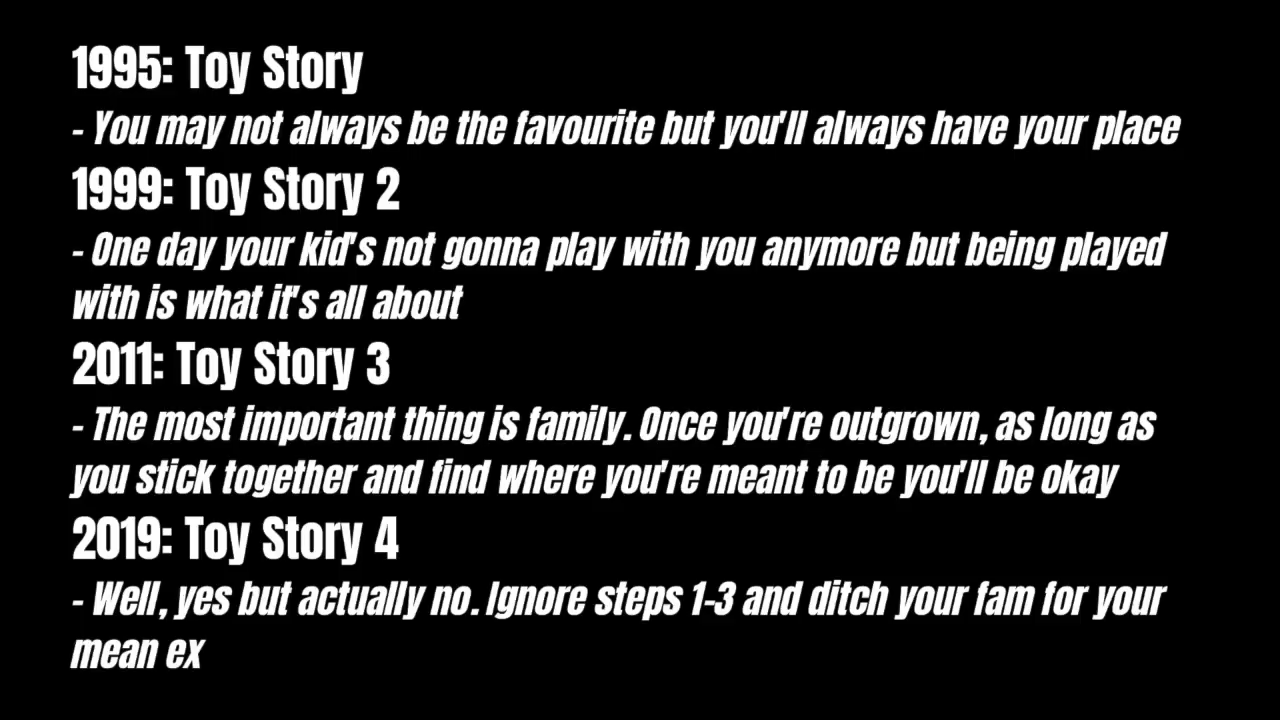 1995: Toy Story
- You may not always be the favourite but you'll always have your place
1999: Toy Story 2
- One day your kid's not gonna play with you anymore but being played
with is what it's all about
2011: Toy Story 3
- The most important thing is family. Once you're outgrown, as long as
you stick together and find where you're meant to be you'll be okay
2019: Toy Story 4
- Well, yes but actually no. Ignore steps 1-3 and ditch your fam for your
mean ex